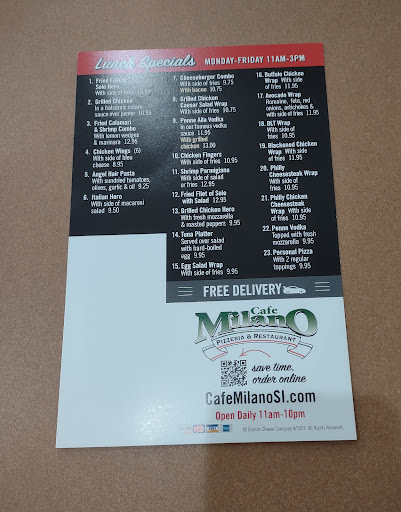 Lunch Specials MONDAY-FRIDAY 11AM-3PM
1. Fried Filet of
Sole Hero
With side of
2. Grilled Chicken
In a balsamic cream
sauce over penne 10.95
3. Fried Calamari
& Shrimp Combo
With lemon wedges
& marinara 12.95
4. Chicken Wings (6)
With side of bleu
cheese 8.95
5. Angel Hair Pasta
With sundried tomatoes,
olives, garlic & oil 9.25
6. Italian Hero
With side of macaroni
salad 9.50
7. Cheeseburger Combo
With side of fries 9.75
With bacon 10.75
8. Grilled Chicken
Caesar Salad Wrap
With side of fries 10.75
9. Penne Alla Vodka
In our famous vodka
sauce 11.95
With grilled
chicken 13.00
10. Chicken Fingers
With side of fries 10.95
11. Shrimp Parmigiana
With side of salad
or fries 12.95
12. Fried Filet of Sole
with Salad 12.95
13. Grilled Chicken Hero
With fresh mozzarella
& roasted peppers 9.95
14. Tuna Platter
Served over salad
with hard-boiled
egg 9.95
15. Egg Salad Wrap
With side of fries 9.95
16. Buffalo Chicken
Wrap With side
of fries 11.95
17. Avocado Wrap
Romaine, feta, red
onions, artichokes &
with side of fries 11.95
18. BLT Wrap
With side of
fries 10.95
19. Blackened Chicken
Wrap With side of
fries 11.95
20. Philly
Cheesesteak Wrap
With side of
fries 10.95
21. Philly Chicken
Cheesesteak
Wrap With side of
fries 10.95
22. Penne Vodka
Topped with fresh
mozzarella 9.95
23. Personal Pizza
With 2 regular
toppings 9.95
FREE DELIVERY
Cafe
Milano
PIZZERIA & RESTAURANT
save time,
order online
CafeMilanoSI.com
Open Daily 11am-10pm
Cheese Company All Rights Reserved.